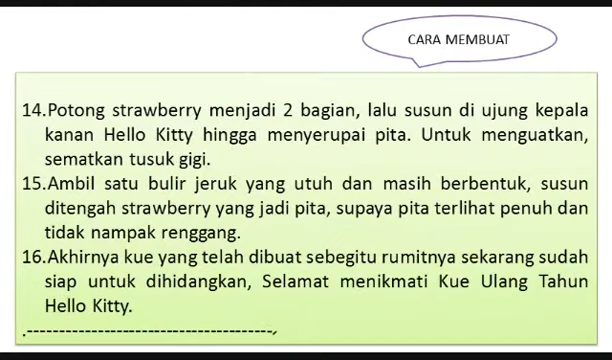 CARA MEMBUAT
14.Potong strawberry menjadi 2 bagian, lalu susun di ujung kepala
kanan Hello Kitty hingga menyerupai pita. Untuk menguatkan,
sematkan tusuk gigi.
15.Ambil satu bulir jeruk yang utuh dan masih berbentuk, susun
ditengah strawberry yang jadi pita, supaya pita terlihat penuh dan
tidak nampak renggang.
16.Akhirnya kue yang telah dibuat sebegitu rumitnya sekarang sudah
siap untuk dihidangkan, Selamat menikmati Kue Ulang Tahun
Hello Kitty.